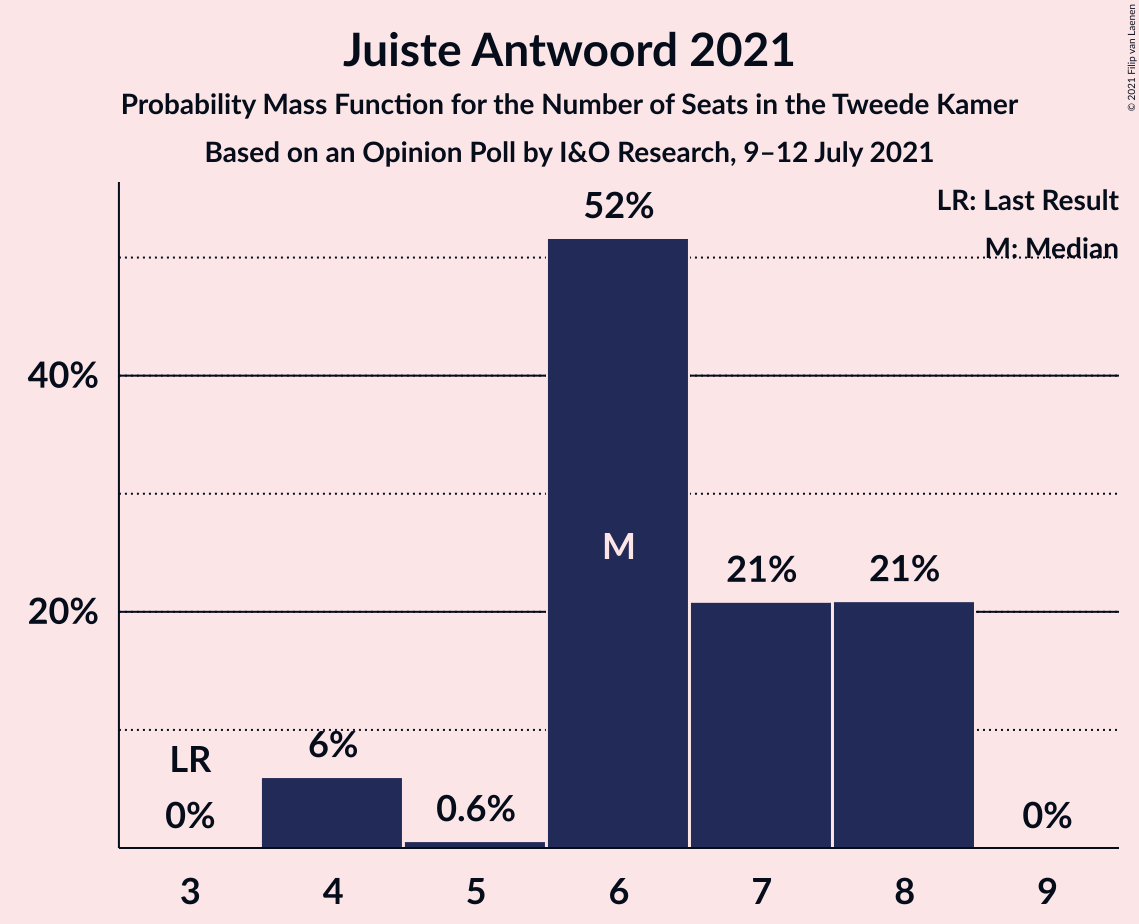 Juiste Antwoord 2021
Probability Mass Function for the Number of Seats in the Tweede Kamer
Based on an Opinion Poll by I&O Research, 9–12 July 2021
© 2021 Filip van Laenen
LR: Last Result
M: Median
52%
40%
M
21%
21%
20%
LR
6%
0%
0.6%
0%
3
4
5
6
7
8
9